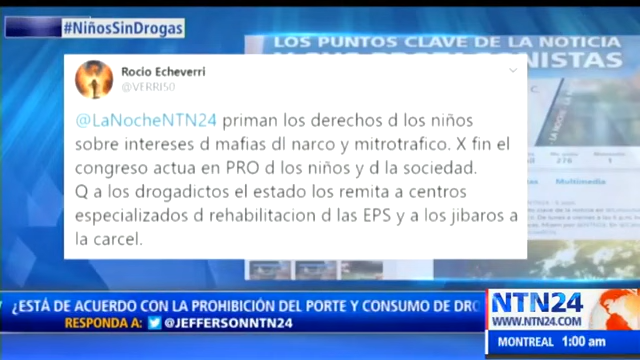 #NiñosSinDrogas
LOS PUNTOS CLAVE DE LA NOTICIA
Rocio Echeverri
@VERRI50
@LaNocheNTN24 priman los derechos d los niños
sobre intereses d mafias dl narco y mitrotrafico. X fin el
congreso actua en PRO d los niños y d la sociedad.
Q a los drogadictos el estado los remita a centros
especializados d rehabilitacion d las EPS y a los jibaros a
la carcel.
¿ESTÁ DE ACUERDO CON LA PROHIBICIÓN DEL PORTE Y CONSUMO DE DRO
RESPONDA A: @JEFFERSONNTN24
NTN24
WWW.NTN24.COM
MONTREAL 1:00 am